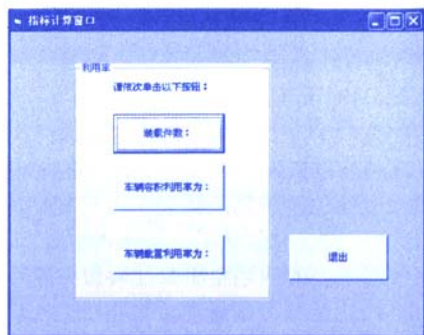 指标计算窗口
利用率
请依次单击以下按钮：
装载件数：
车辆容积利用率为：
车辆载重利用率为：
退出